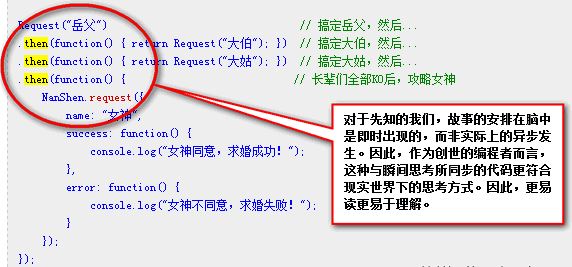 Request("岳父") // 搞定岳父，然后...
.then(function() { return Request("大伯"); }) // 搞定大伯，然后...
.then(function() { return Request("大姑"); }) // 搞定大姑，然后...
.then(function() { // 长辈们全部KO后，攻略女神
NanShen.request({
name: "女神",
success: function() {
console.log("女神同意，求婚成功！");
},
error: function() {
console.log("女神不同意，求婚失败！");
}
});
});
对于先知的我们，故事的安排在脑中
是即时出现的，而非实际上的异步发
生。因此，作为创世的编程者而言，
这种与瞬间思考所同步的代码更符合
现实世界下的思考方式。因此，更易
读更易于理解。